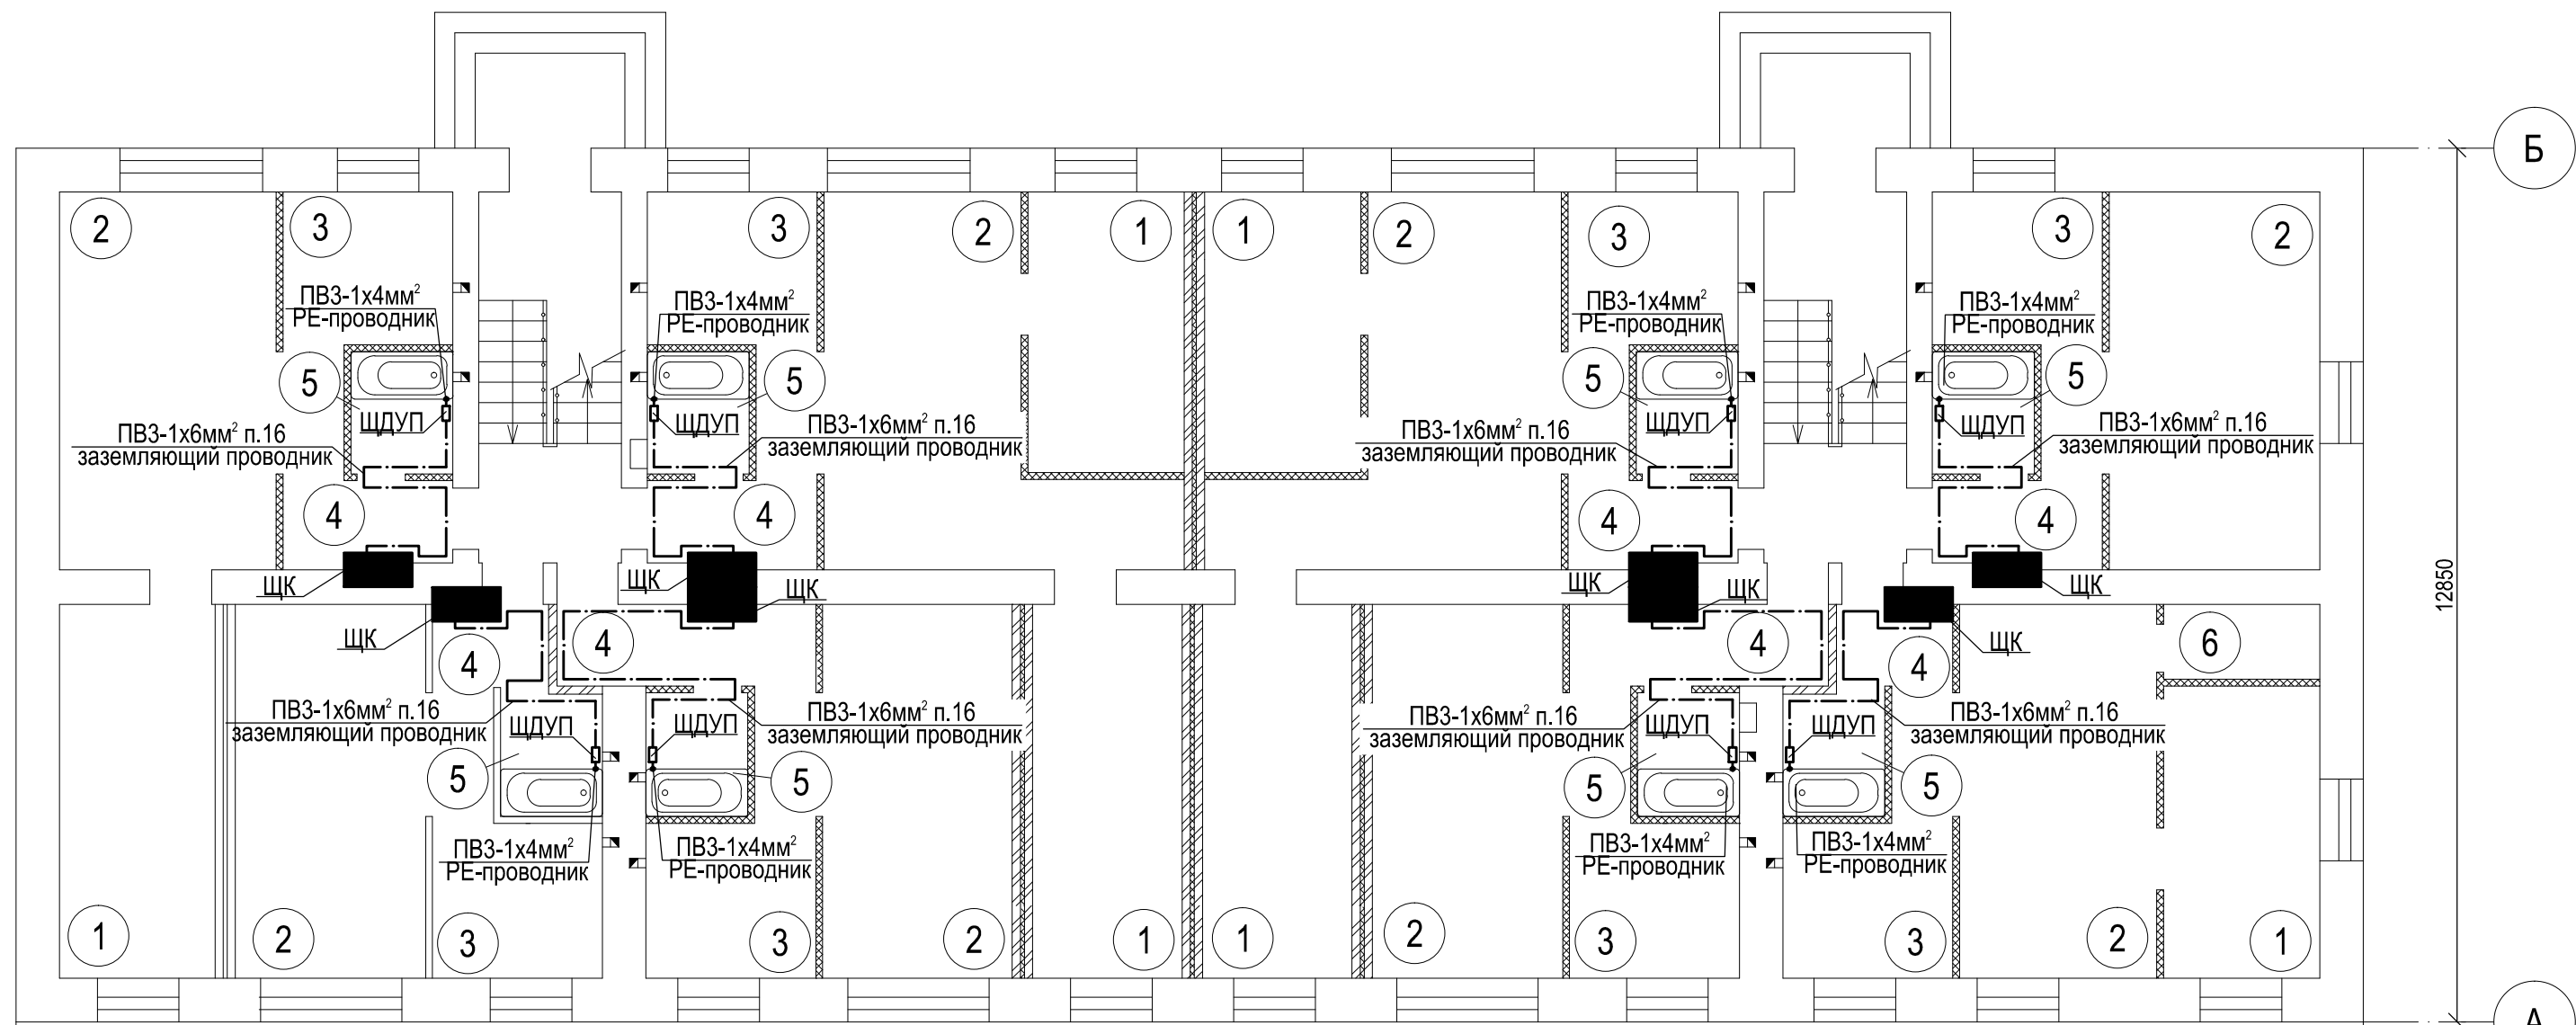 Б
2
3
3
2
1
1
2
3
3
2
ПВ3-1х4мм²
РЕ-проводник
ПВ3-1х4мм²
РЕ-проводник
ПВ3-1х4мм²
РЕ-проводник
ПВ3-1х4мм²
РЕ-проводник
5
5
5
5
ЩДУП
ЩДУП
ЩДУП
ЩДУП
ПВ3-1х6мм² п.16
заземляющий проводник
ПВ3-1х6мм² п.16
заземляющий проводник
ПВ3-1х6мм² п.16
заземляющий проводник
ПВ3-1х6мм² п.16
заземляющий проводник
4
4
4
4
ЩК
ЩК
ЩК
ЩК
ЩК
ЩК
12850
ЩК
ЩК
4
4
4
4
6
ПВ3-1х6мм² п.16
заземляющий проводник
ПВ3-1х6мм² п.16
заземляющий проводник
ПВ3-1х6мм² п.16
заземляющий проводник
ПВ3-1х6мм² п.16
заземляющий проводник
ЩДУП
ЩДУП
ЩДУП
ЩДУП
5
5
5
5
ПВ3-1х4мм²
РЕ-проводник
ПВ3-1х4мм²
РЕ-проводник
ПВ3-1х4мм²
РЕ-проводник
ПВ3-1х4мм²
РЕ-проводник
1
2
3
3
2
1
1
2
3
3
2
1
А